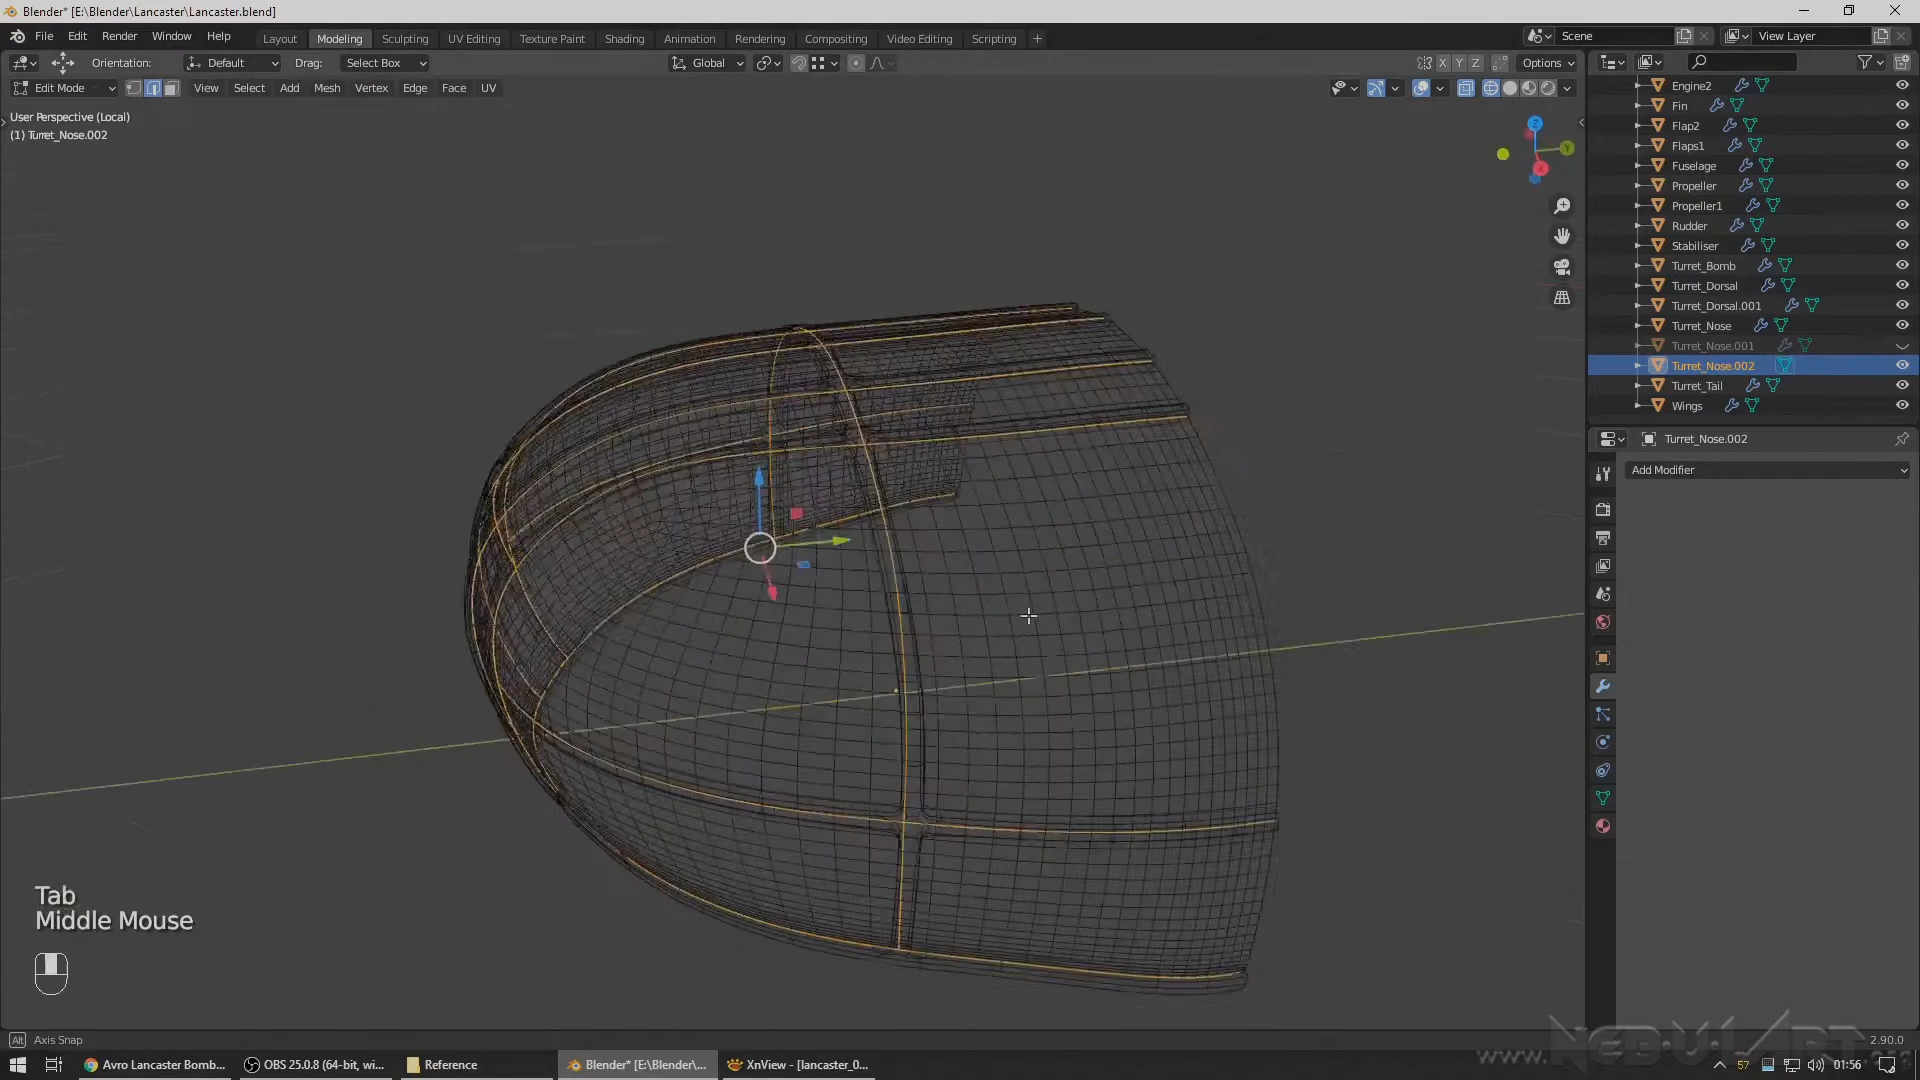 Blender* [E:\Blender\Lancaster\Lancaster.blend]
File Edit Render Window Help
Layout Modeling Sculpting UV Editing Texture Paint Shading Animation Rendering Compositing Video Editing Scripting +
Scene
View Layer
Orientation: Default Drag: Select Box
Global
X Y Z Options
Edit Mode View Select Add Mesh Vertex Edge Face UV
User Perspective (Local)
(1) Turret_Nose.002
Z
Y
X
Engine2
Fin
Flap2
Flaps1
Fuselage
Propeller
Propeller1
Rudder
Stabiliser
Turret_Bomb
Turret_Dorsal
Turret_Dorsal.001
Turret_Nose
Turret_Nose.001
Turret_Nose.002
Turret_Tail
Wings
Turret_Nose.002
Add Modifier
Tab
Middle Mouse
Alt Axis Snap
2.90.0
Avro Lancaster Bomb...
OBS 25.0.8 (64-bit, wi...
Reference
Blender* [E:\Blender\...
XnView - [lancaster_0...
57
01:56